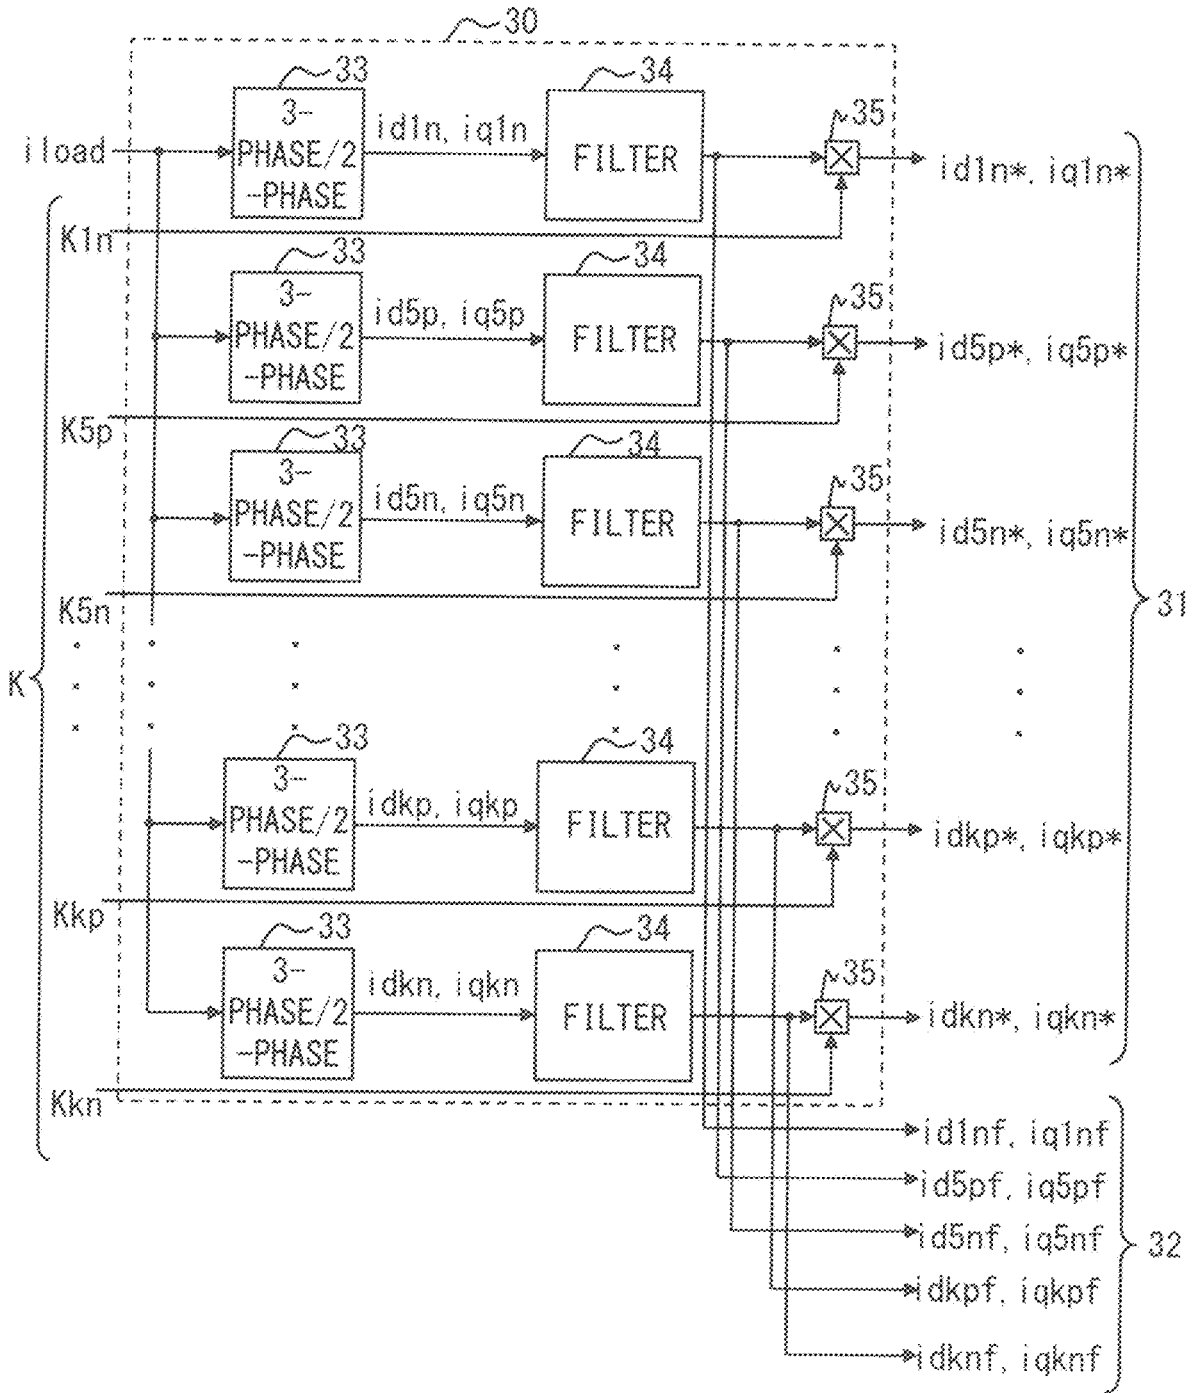 30
33
34
35
iload
3-
PHASE/2
-PHASE
id1n, iq1n
FILTER
id1n*, iq1n*
K1n
33
34
35
3-
PHASE/2
-PHASE
id5p, iq5p
FILTER
id5p*, iq5p*
K5p
33
34
35
3-
PHASE/2
-PHASE
id5n, iq5n
FILTER
id5n*, iq5n*
K5n
31
K
33
34
35
3-
PHASE/2
-PHASE
idkp, iqkp
FILTER
idkp*, iqkp*
Kkp
33
34
35
3-
PHASE/2
-PHASE
idkn, iqkn
FILTER
idkn*, iqkn*
Kkn
id1nf, iq1nf
id5pf, iq5pf
id5nf, iq5nf
32
idkpf, iqkpf
idknf, iqknf